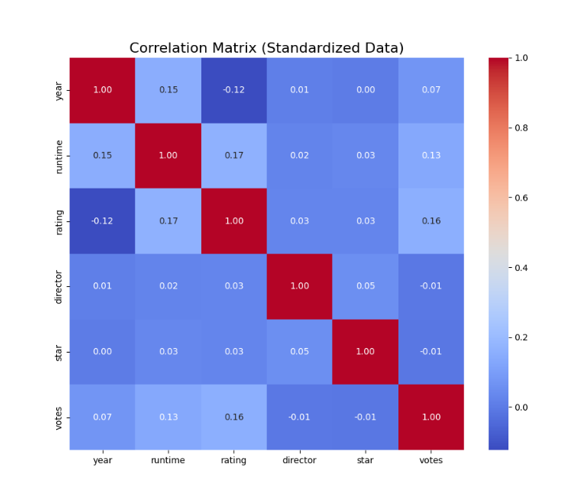 Correlation Matrix (Standardized Data)
year 1.00 0.15 -0.12 0.01 0.00 0.07
runtime 0.15 1.00 0.17 0.02 0.03 0.13
rating -0.12 0.17 1.00 0.03 0.03 0.16
director 0.01 0.02 0.03 1.00 0.05 -0.01
star 0.00 0.03 0.03 0.05 1.00 -0.01
votes 0.07 0.13 0.16 -0.01 -0.01 1.00
year runtime rating director star votes
1.0
0.8
0.6
0.4
0.2
0.0